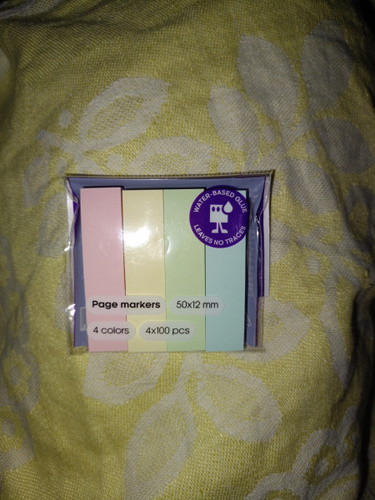 WATER-BASED GLUE
LEAVES NO TRACES
Page markers
50x12 mm
4 colors
4x100 pcs